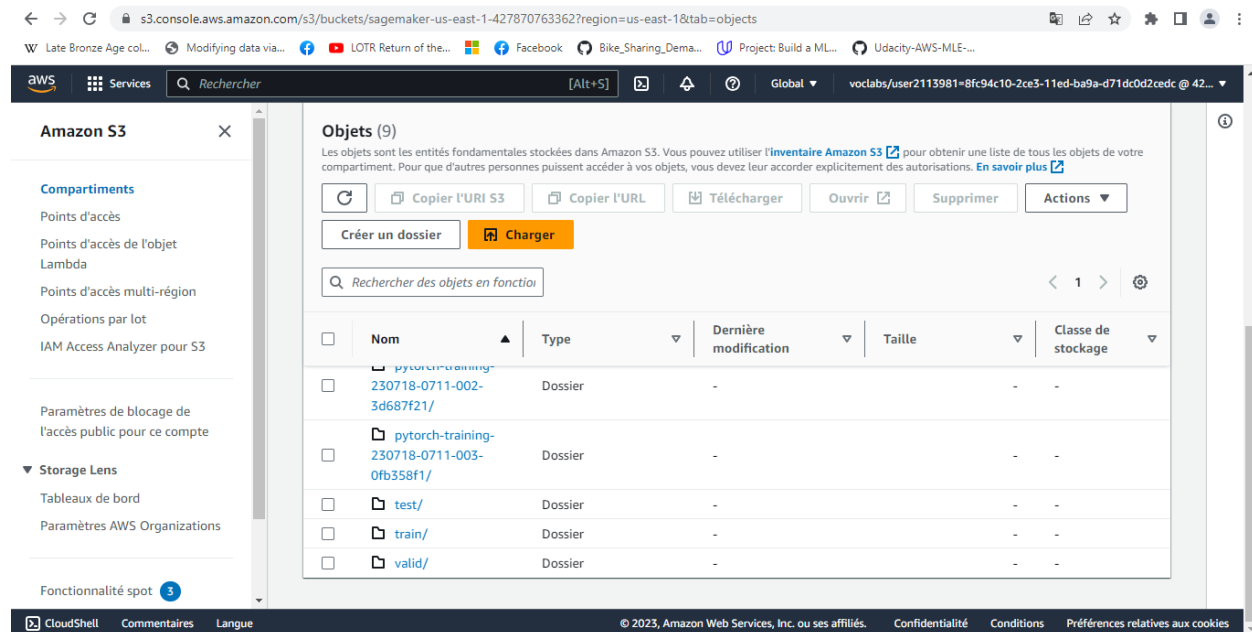 s3.console.aws.amazon.com/s3/buckets/sagemaker-us-east-1-427870763362?region=us-east-1&tab=objects
W Late Bronze Age col... Modifying data via... LOTR Return of the... Facebook Bike_Sharing_Dema... Project: Build a ML... Udacity-AWS-MLE-...
aws Services Rechercher [Alt+S] Global ▼ voclabs/user2113981=8fc94c10-2ce3-11ed-ba9a-d71dc0d2cedc @ 42... ▼
Amazon S3
Compartiments
Points d'accès
Points d'accès de l'objet
Lambda
Points d'accès multi-région
Opérations par lot
IAM Access Analyzer pour S3
Paramètres de blocage de
l'accès public pour ce compte
▼ Storage Lens
Tableaux de bord
Paramètres AWS Organizations
Fonctionnalité spot 3
Objets (9)
Les objets sont les entités fondamentales stockées dans Amazon S3. Vous pouvez utiliser l'inventaire Amazon S3 pour obtenir une liste de tous les objets de votre
compartiment. Pour que d'autres personnes puissent accéder à vos objets, vous devez leur accorder explicitement des autorisations. En savoir plus
Copier l'URI S3 Copier l'URL Télécharger Ouvrir Supprimer Actions ▼
Créer un dossier Charger
Rechercher des objets en fonction
1
Nom ▲ Type Dernière modification Taille Classe de stockage
pytorch-training-
230718-0711-002- Dossier - - -
3d687f21/
pytorch-training-
230718-0711-003- Dossier - - -
0fb358f1/
test/ Dossier - - -
train/ Dossier - - -
valid/ Dossier - - -
CloudShell Commentaires Langue © 2023, Amazon Web Services, Inc. ou ses affiliés. Confidentialité Conditions Préférences relatives aux cookies